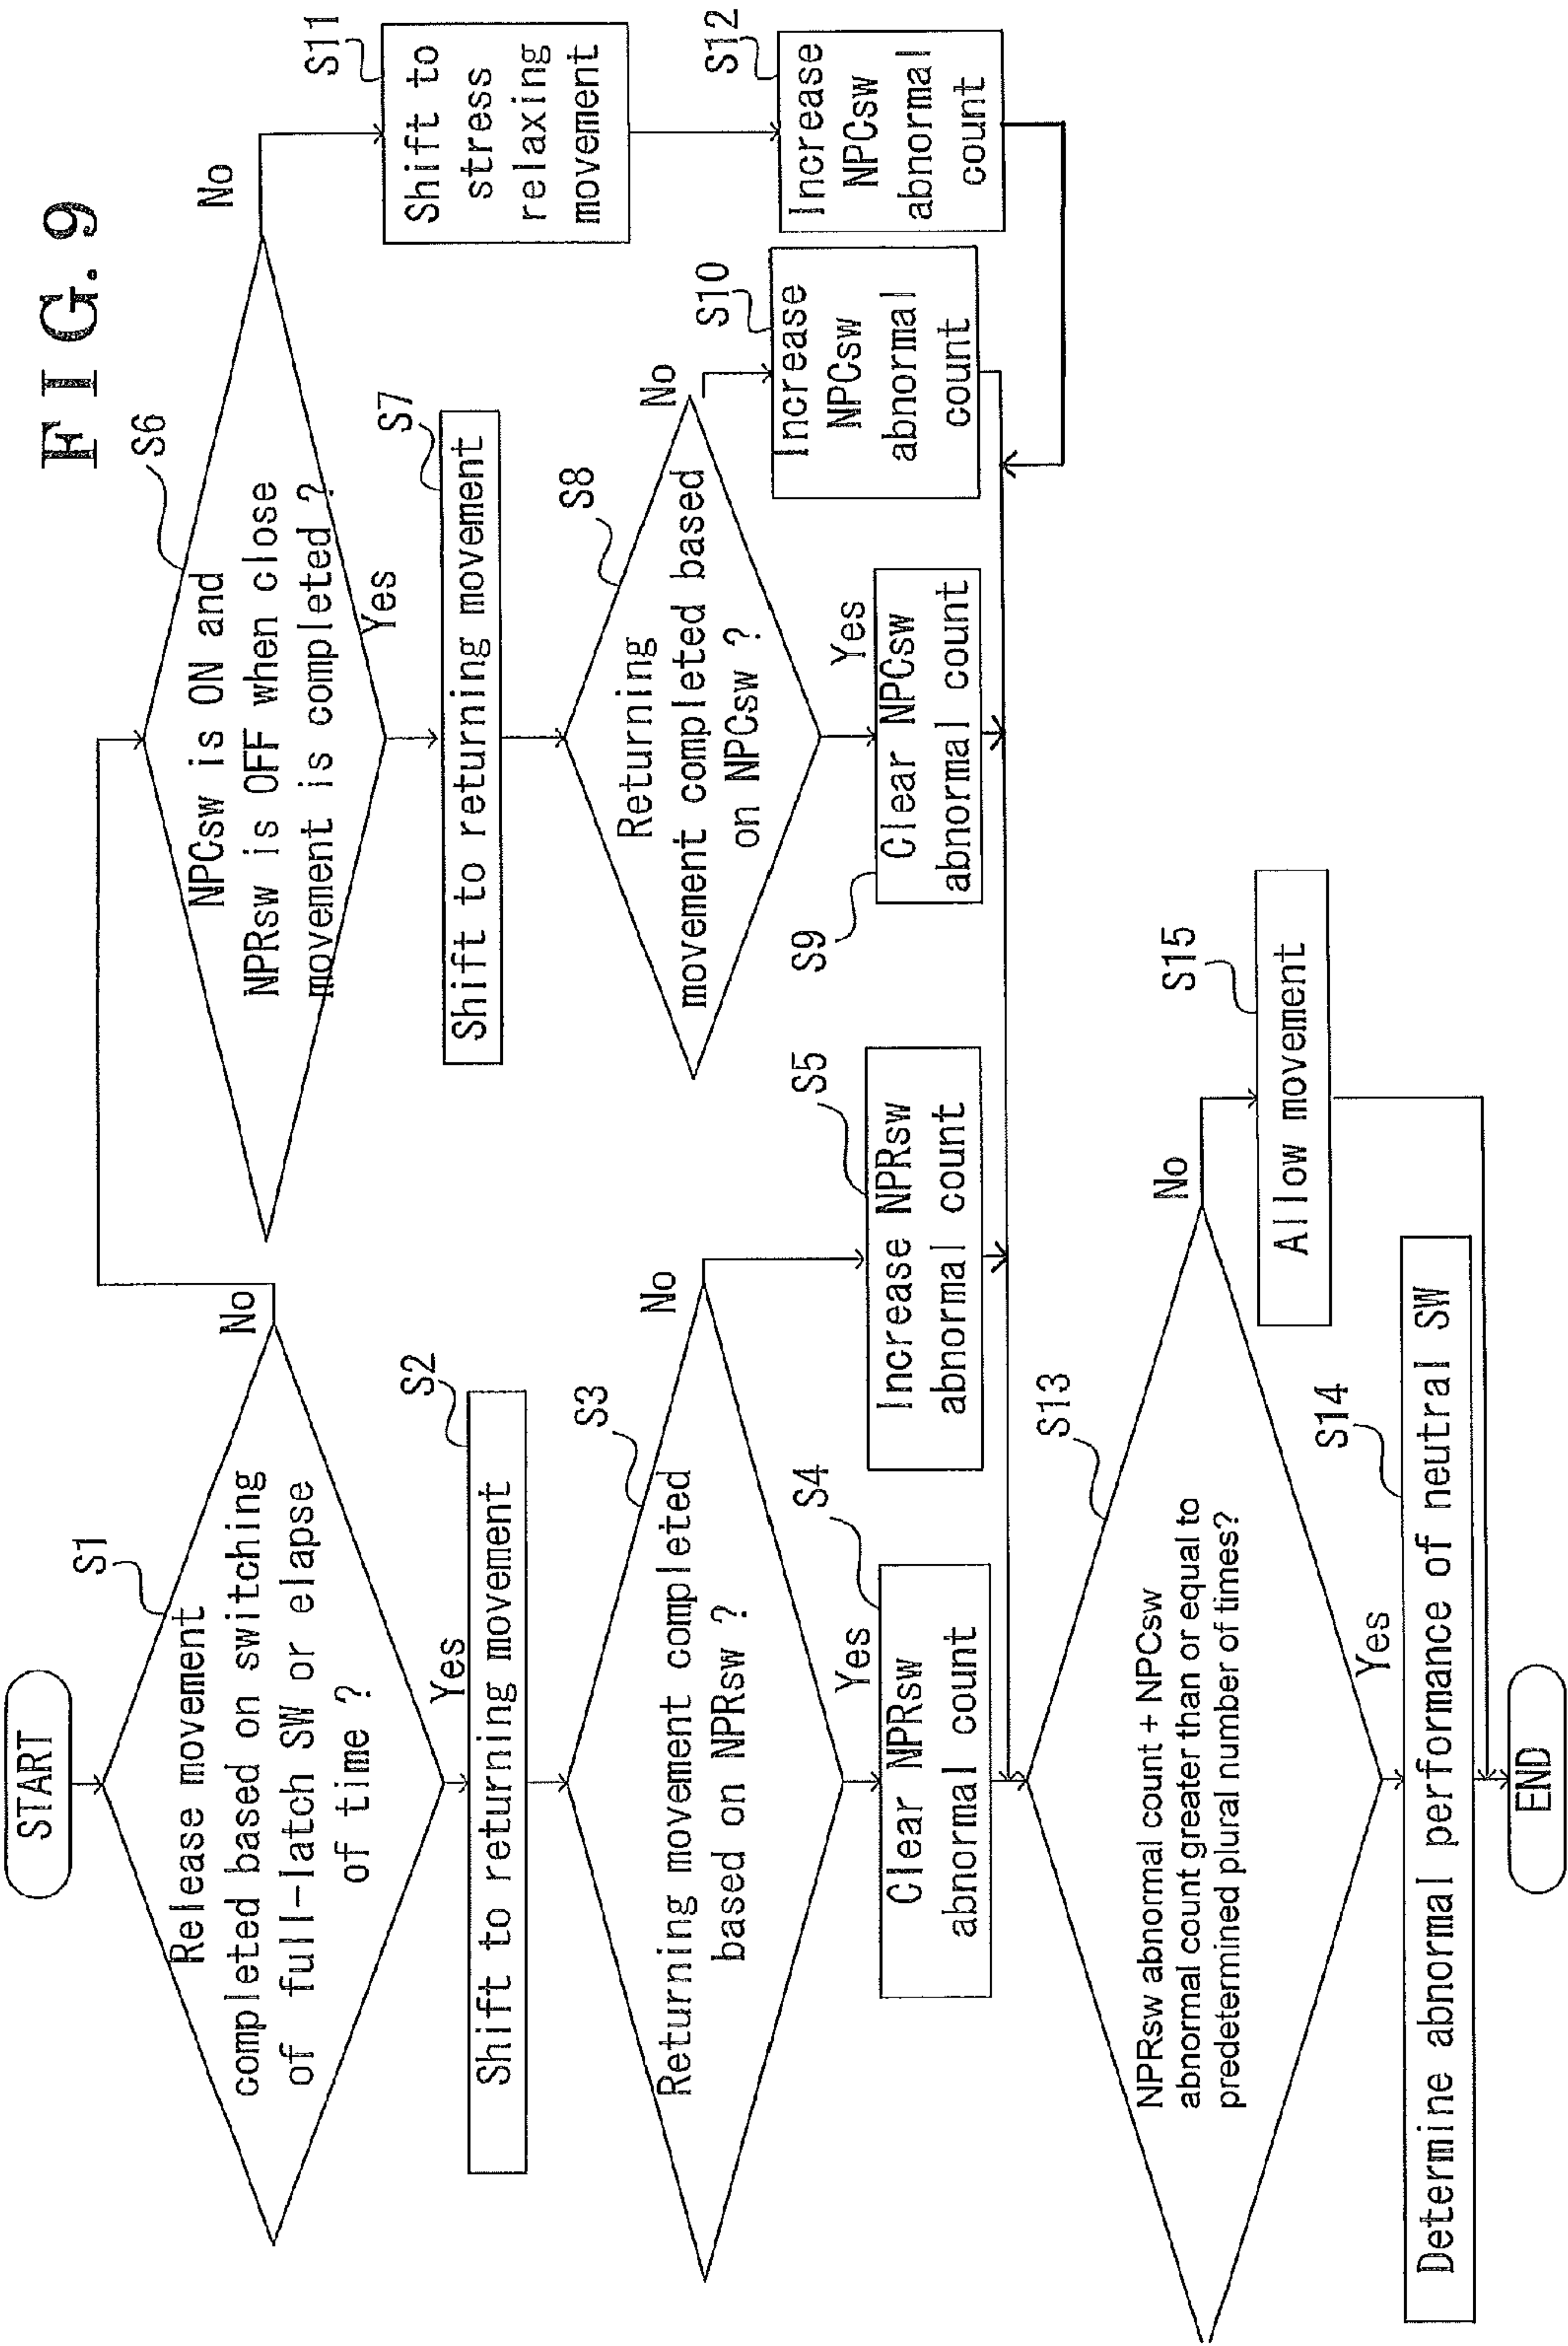 FIG. 9
START
S1
Release movement
completed based on switching
of full-latch SW or elapse
of time ?
No
Yes
S2
Shift to returning movement
S3
Returning movement completed
based on NPRsw ?
No
Yes
S4
Clear NPRsw
abnormal count
S5
Increase NPRsw
abnormal count
S6
NPCsw is ON and
NPRsw is OFF when close
movement is completed ?
No
Yes
S7
Shift to returning movement
S8
Returning
movement completed based
on NPCsw ?
No
Yes
S9
Clear NPCsw
abnormal count
S10
Increase
NPCsw
abnormal
count
S11
Shift to
stress
relaxing
movement
S12
Increase
NPCsw
abnormal
count
S13
NPRsw abnormal count + NPCsw
abnormal count greater than or equal to
predetermined plural number of times?
No
Yes
S14
Determine abnormal performance of neutral SW
S15
Allow movement
END